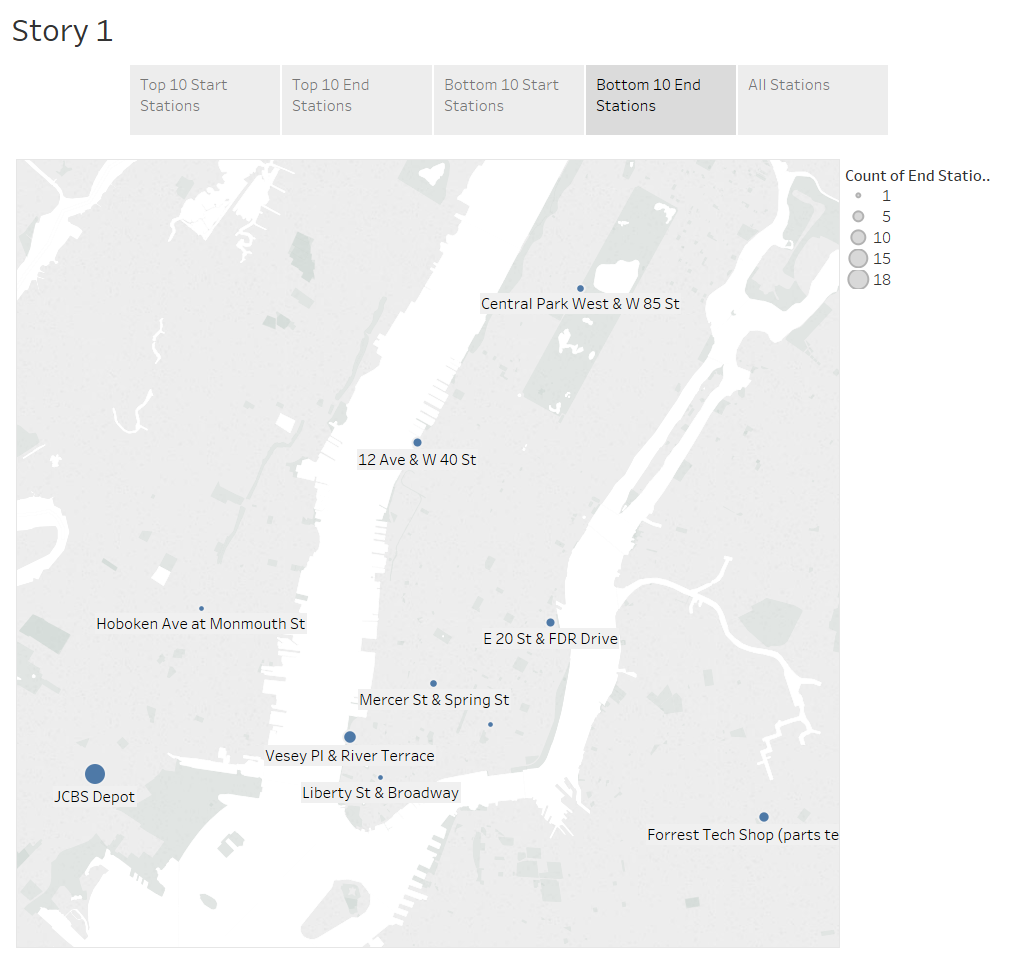 Story 1
Top 10 Start
Stations
Top 10 End
Stations
Bottom 10 Start
Stations
Bottom 10 End
Stations
All Stations
Count of End Statio..
1
5
10
15
18
Central Park West & W 85 St
12 Ave & W 40 St
Hoboken Ave at Monmouth St
E 20 St & FDR Drive
Mercer St & Spring St
Vesey Pl & River Terrace
JCBS Depot
Liberty St & Broadway
Forrest Tech Shop (parts te